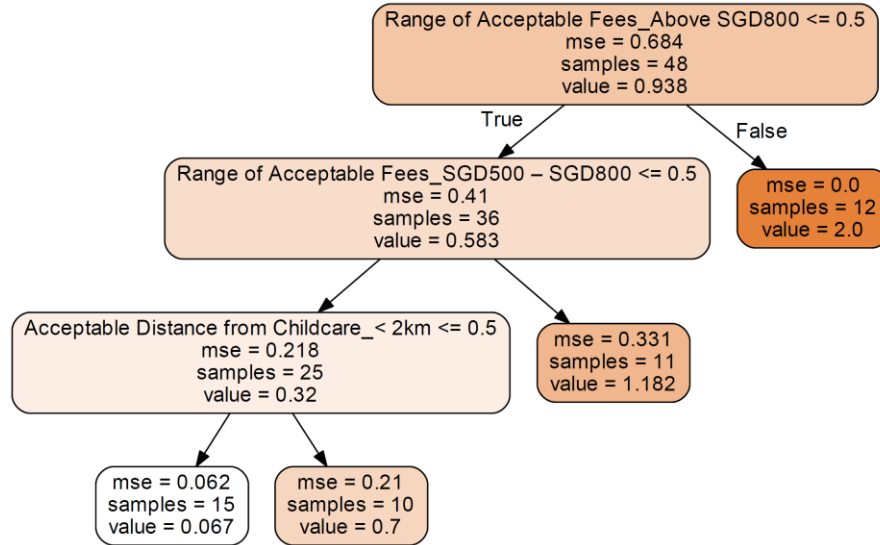 Range of Acceptable Fees_Above SGD800 <= 0.5
mse = 0.684
samples = 48
value = 0.938
True
False
Range of Acceptable Fees_SGD500 – SGD800 <= 0.5
mse = 0.41
samples = 36
value = 0.583
mse = 0.0
samples = 12
value = 2.0
Acceptable Distance from Childcare_< 2km <= 0.5
mse = 0.218
samples = 25
value = 0.32
mse = 0.331
samples = 11
value = 1.182
mse = 0.062
samples = 15
value = 0.067
mse = 0.21
samples = 10
value = 0.7